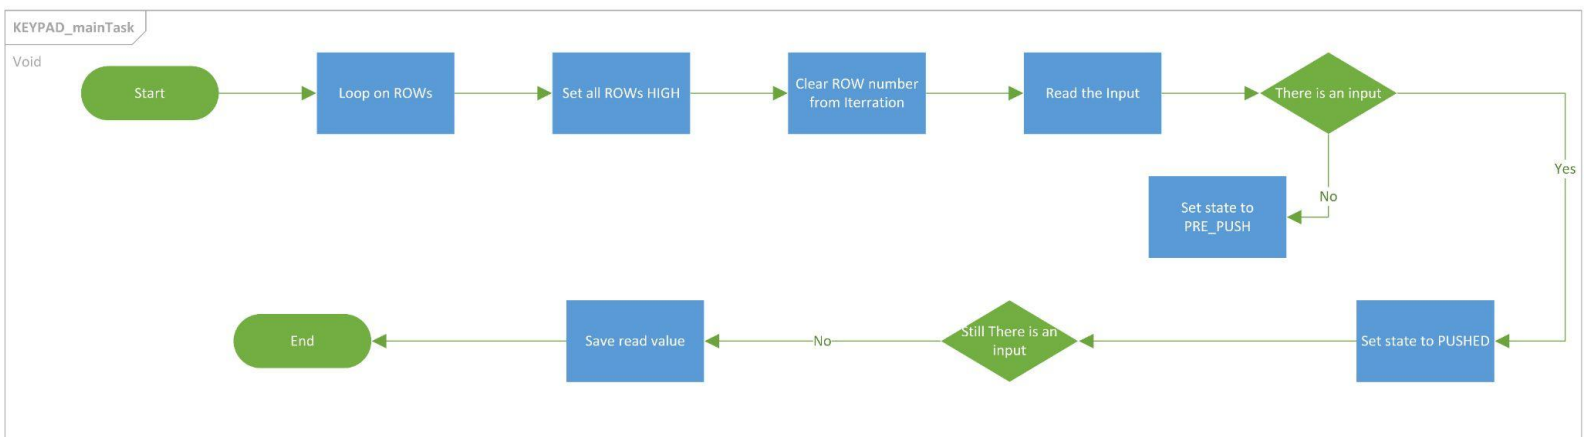 KEYPAD_mainTask
Void
Start
Loop on ROWs
Set all ROWs HIGH
Clear ROW number
from Iterration
Read the Input
There is an input
Yes
No
Set state to
PRE_PUSH
Set state to PUSHED
Still There is an
input
No
Save read value
End